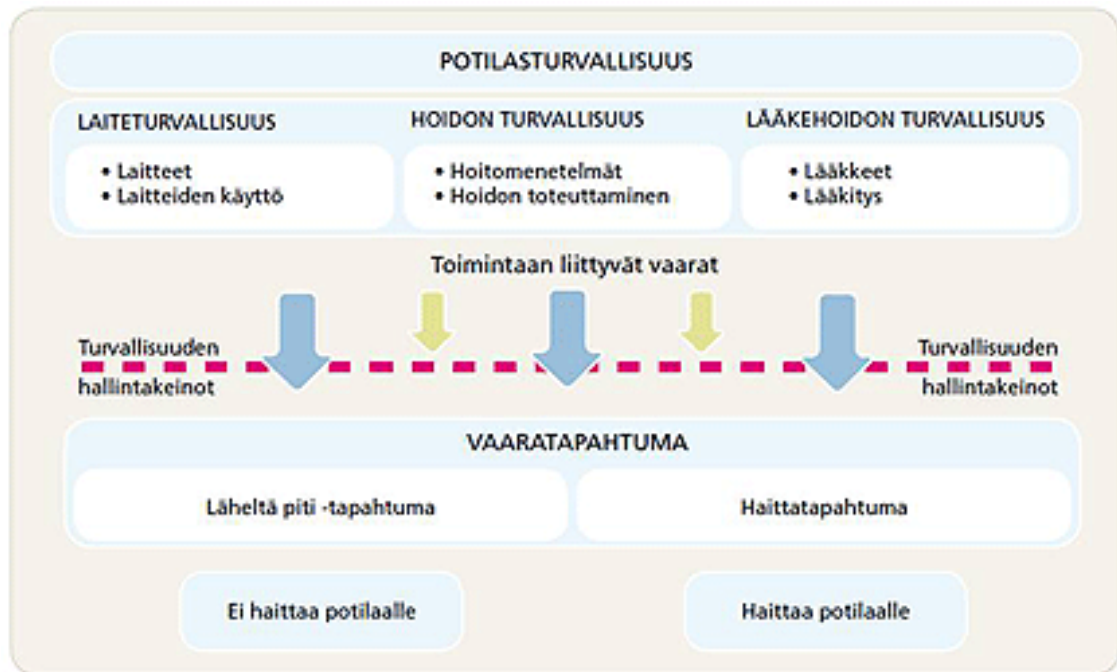 POTILASTURVALLISUUS
LAITETURVALLISUUS
• Laitteet
• Laitteiden käyttö
HOIDON TURVALLISUUS
• Hoitomenetelmät
• Hoidon toteuttaminen
LÄÄKEHOIDON TURVALLISUUS
• Lääkkeet
• Lääkitys
Toimintaan liittyvät vaarat
Turvallisuuden
hallintakeinot
Turvallisuuden
hallintakeinot
VAARATAPAHTUMA
Läheltä piti -tapahtuma
Haittatapahtuma
Ei haittaa potilaalle
Haittaa potilaalle